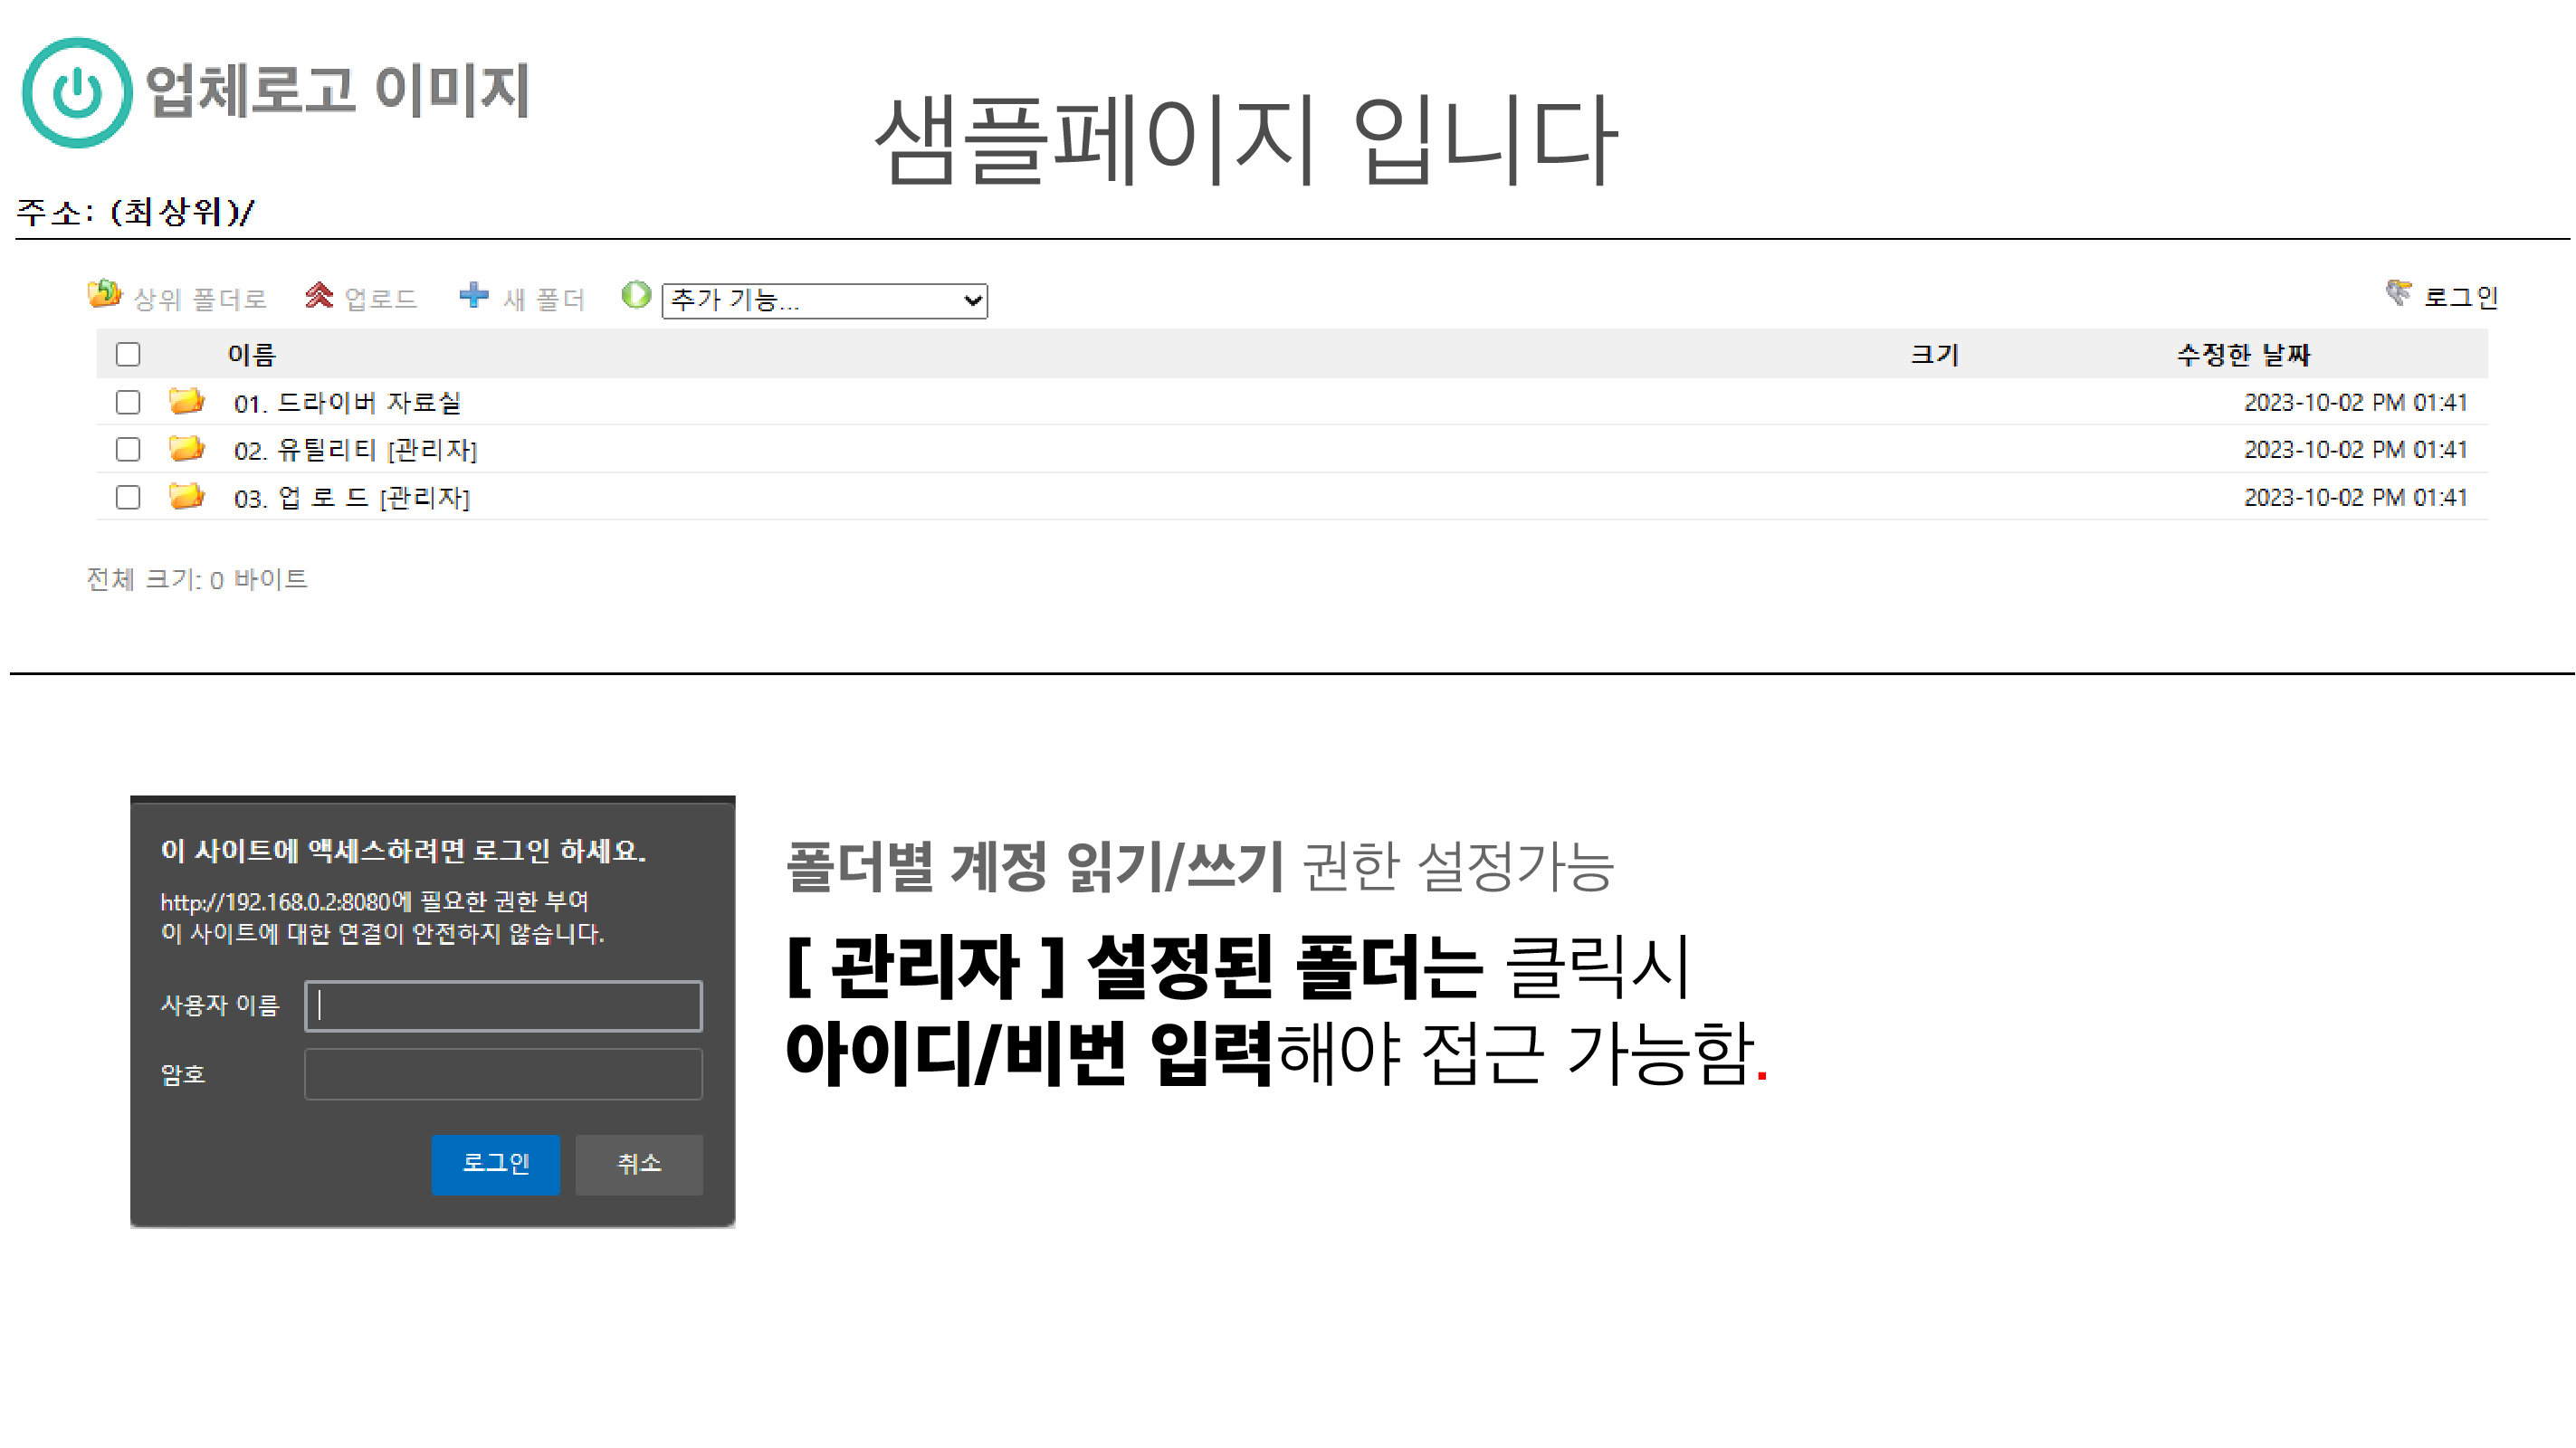 업체로고 이미지
샘플페이지 입니다
주소: (최상위)/
상위 폴더로 업로드 새 폴더 추가 기능... 로그인
이름 크기 수정한 날짜
01. 드라이버 자료실 2023-10-02 PM 01:41
02. 유틸리티 [관리자] 2023-10-02 PM 01:41
03. 업 로 드 [관리자] 2023-10-02 PM 01:41
전체 크기: 0 바이트
이 사이트에 액세스하려면 로그인 하세요.
http://192.168.0.2:8080에 필요한 권한 부여
이 사이트에 대한 연결이 안전하지 않습니다.
사용자 이름
암호
로그인 취소
폴더별 계정 읽기/쓰기 권한 설정가능
[ 관리자 ] 설정된 폴더는 클릭시
아이디/비번 입력해야 접근 가능함.